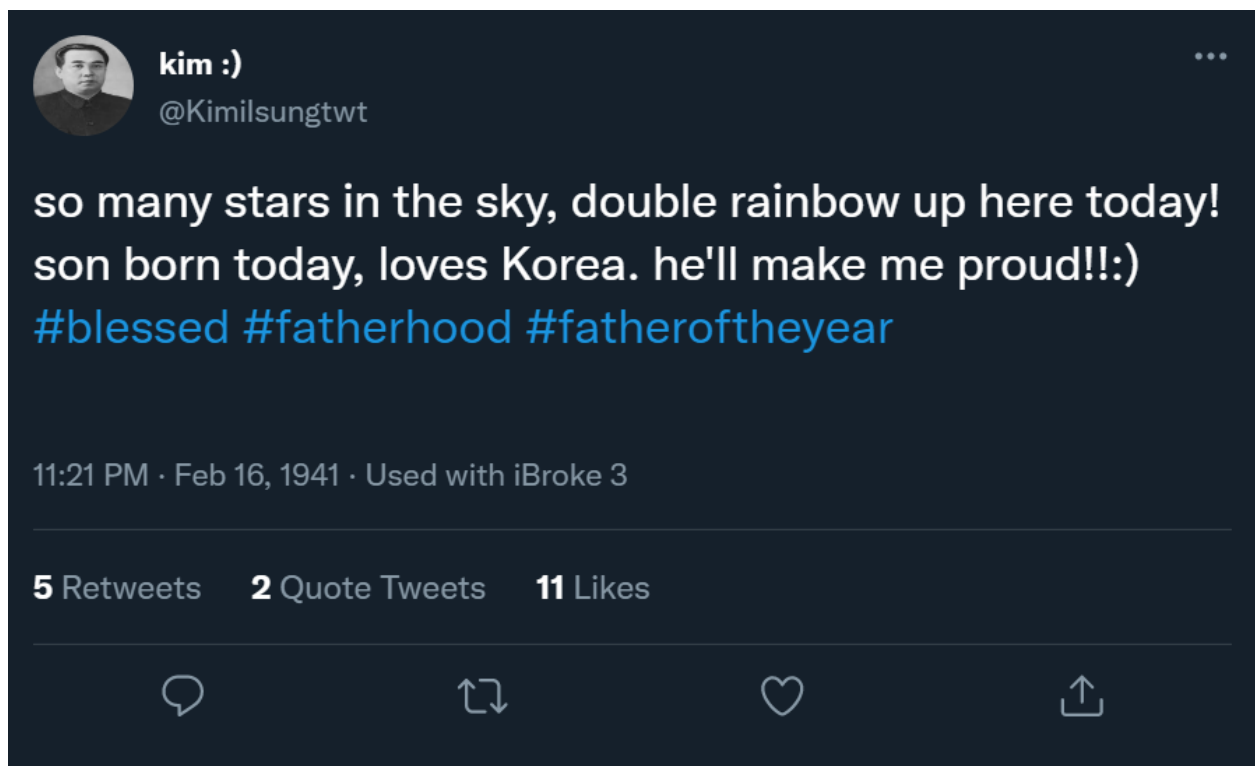 kim :)
@Kimilsungtwt
so many stars in the sky, double rainbow up here today!
son born today, loves Korea. he'll make me proud!!:)
#blessed #fatherhood #fatheroftheyear
11:21 PM · Feb 16, 1941 · Used with iBroke 3
5 Retweets 2 Quote Tweets 11 Likes